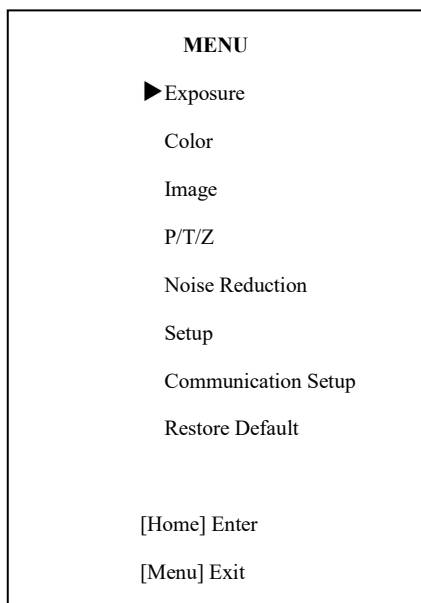 MENU
▶Exposure
Color
Image
P/T/Z
Noise Reduction
Setup
Communication Setup
Restore Default
[Home] Enter
[Menu] Exit